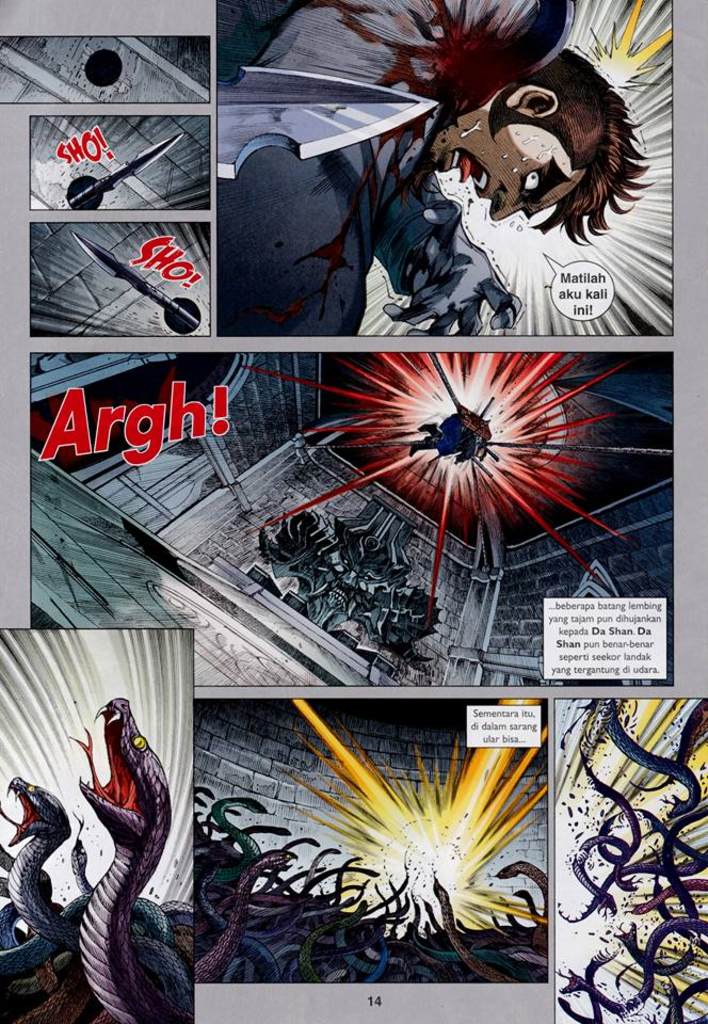 SHO!
SHO!
Matilah
aku kali
ini!
Argh!
...beberapa batang lembing
yang tajam pun dihujankan
kepada Da Shan. Da
Shan pun benar-benar
seperti seekor landak
yang tergantung di udara.
Sementara itu,
di dalam sarang
ular bisa...
14